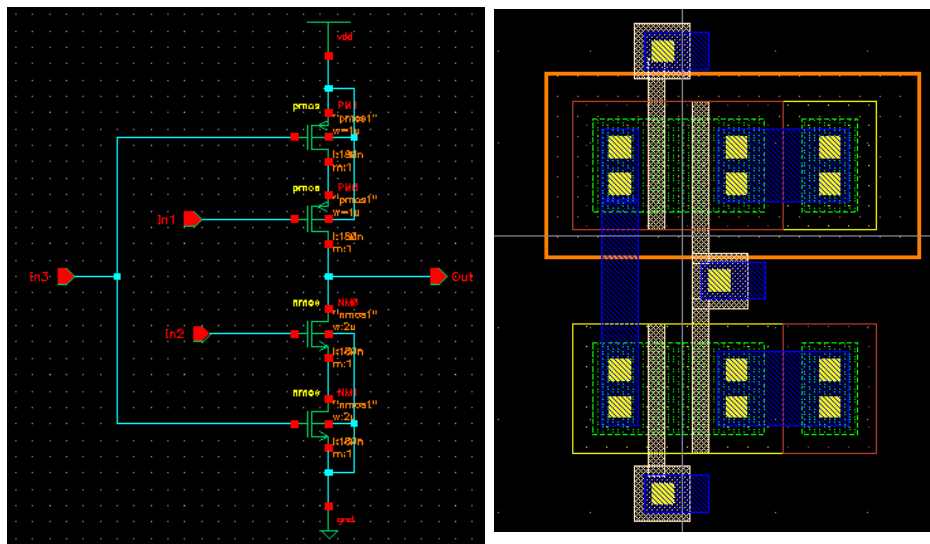 vdd
pmos PM1
"pmos1"
w=1u
l:180n
m:1
pmos PM0
"pmos1"
w=1u
l:180n
m:1
In1
In3
Out
nmos NM0
"nmos1"
w:2u
l:180n
m:1
In2
nmos NM1
"nmos1"
w:2u
l:180n
m:1
gnd